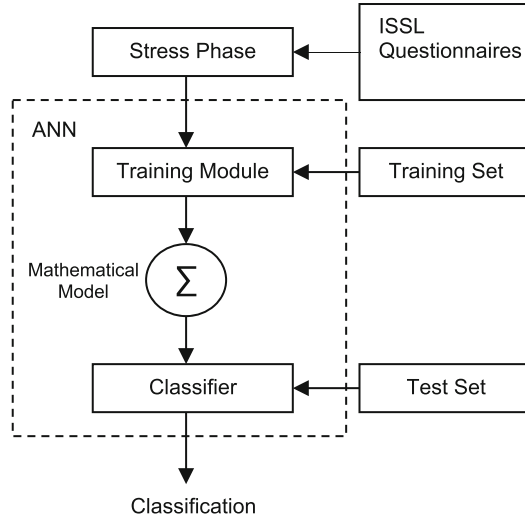 ISSL
Questionnaires
Stress Phase
ANN
Training Module
Training Set
Mathematical
Model
Σ
Classifier
Test Set
Classification